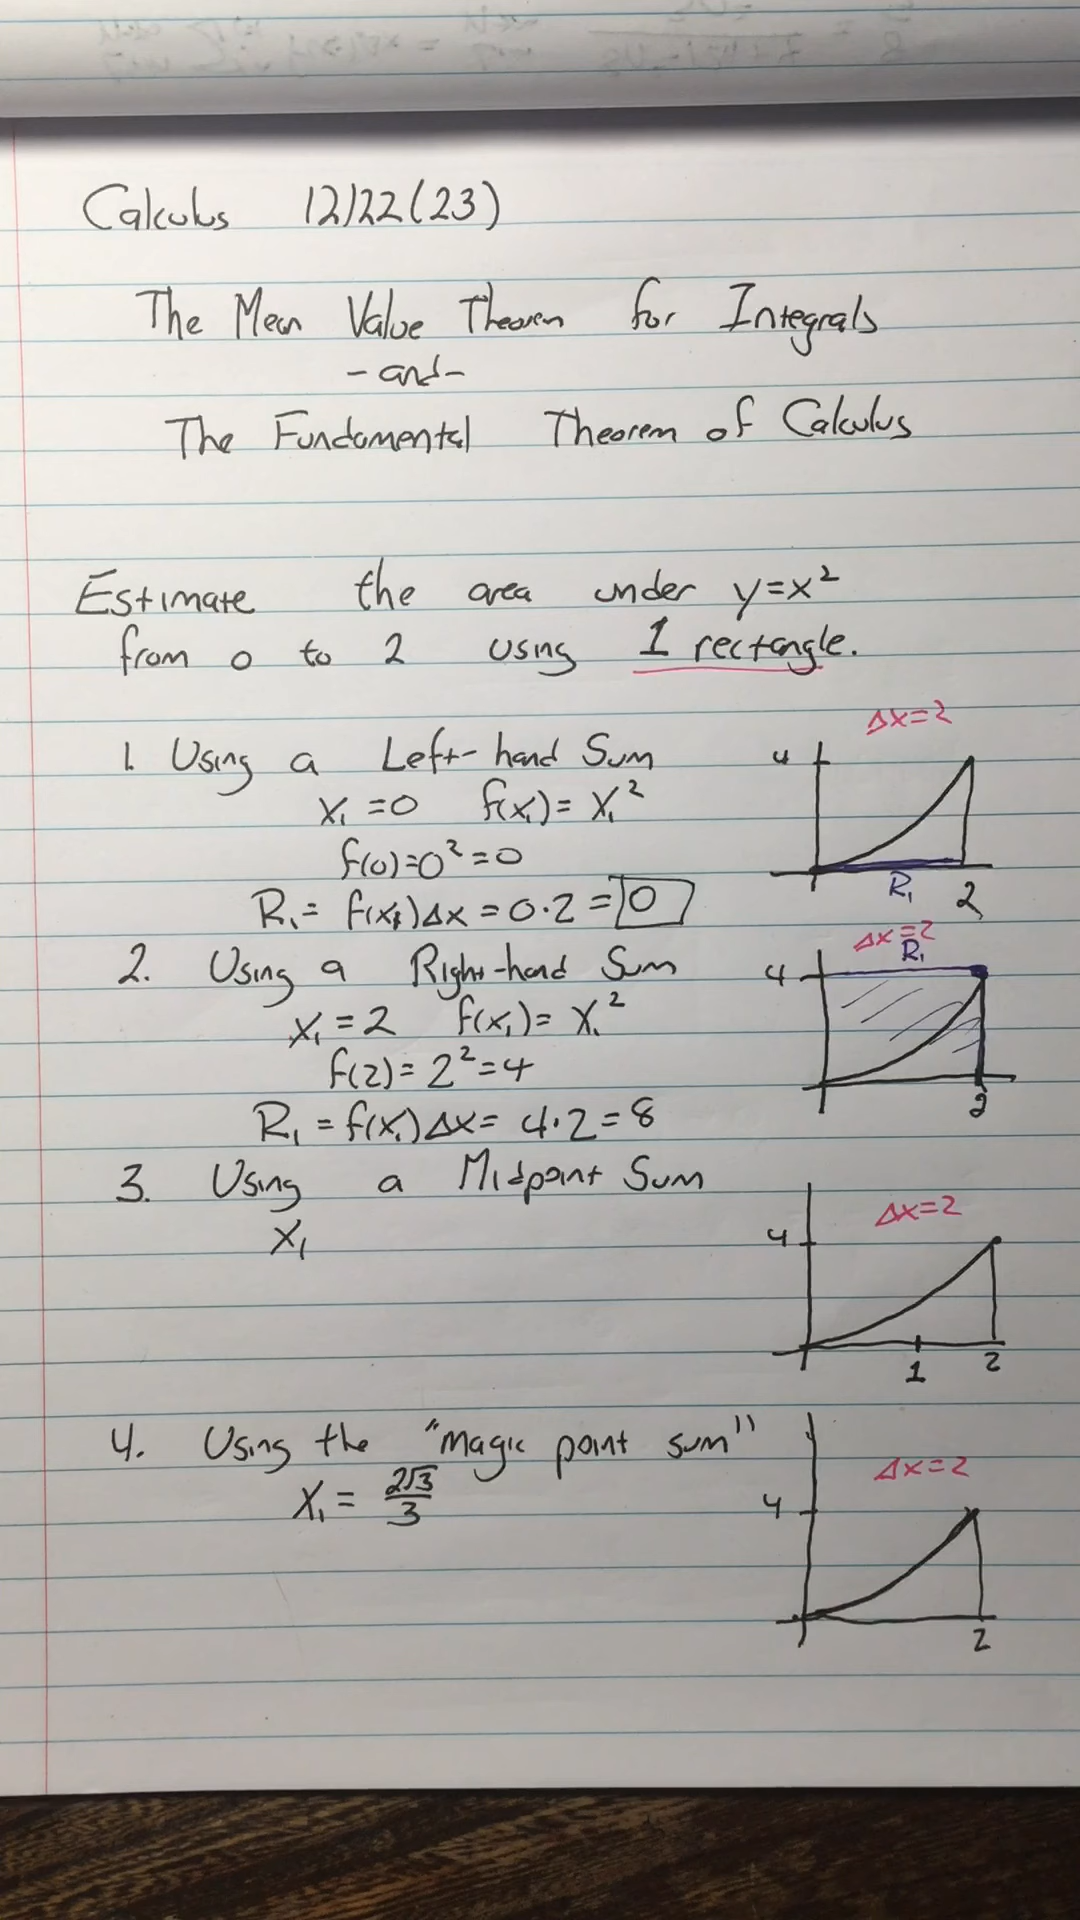 Calculus 12/22(23)
The Mean Value Theorem for Integrals
-and-
The Fundamental Theorem of Calculus
Estimate the area under y=x²
from 0 to 2 using 1 rectangle.
Δx=2
1. Using a Left-hand Sum
4
x₁=0 f(x₁)=x₁²
f(0)=0²=0
R₁ 2
R₁= f(x₁)Δx=0·2=0
Δx=2
R₁
2. Using a Right-hand Sum
4
x₁=2 f(x₁)=x₁²
f(2)=2²=4
2
R₁=f(x₁)Δx=4·2=8
3. Using a Midpoint Sum
Δx=2
x₁
4
1 2
4. Using the "magic point sum"
Δx=2
x₁= 2√3/3
4
2